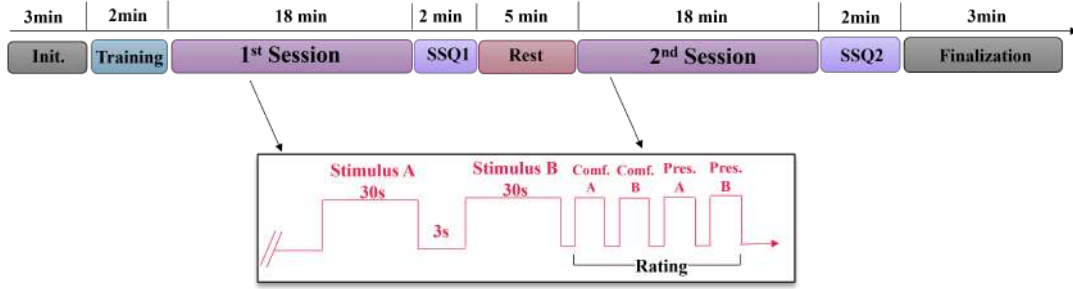 3min 2min 18 min 2 min 5 min 18 min 2min 3min
Init. Training 1st Session SSQ1 Rest 2nd Session SSQ2 Finalization
Stimulus A Stimulus B Comf. Comf. Pres. Pres.
30s 30s A B A B
3s
Rating